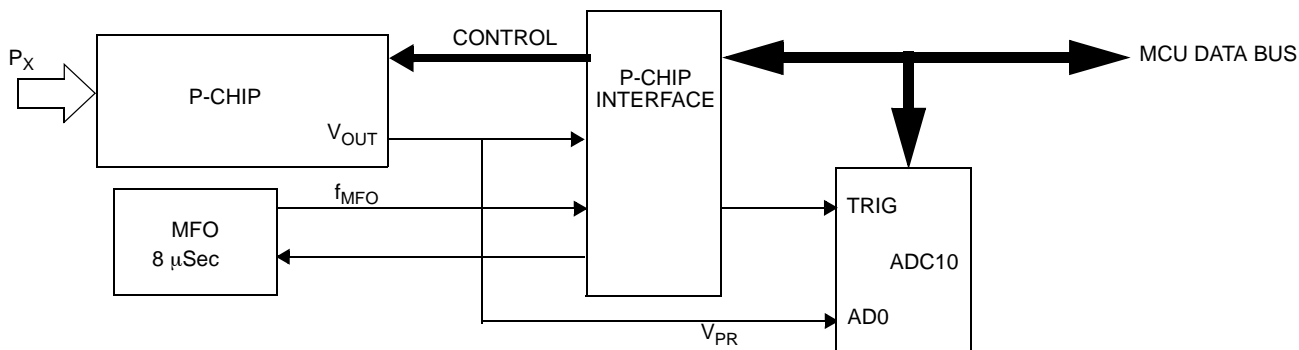 P_X
P-CHIP
V_OUT
CONTROL
P-CHIP
INTERFACE
MCU DATA BUS
MFO
8 μSec
f_MFO
TRIG
ADC10
AD0
V_PR